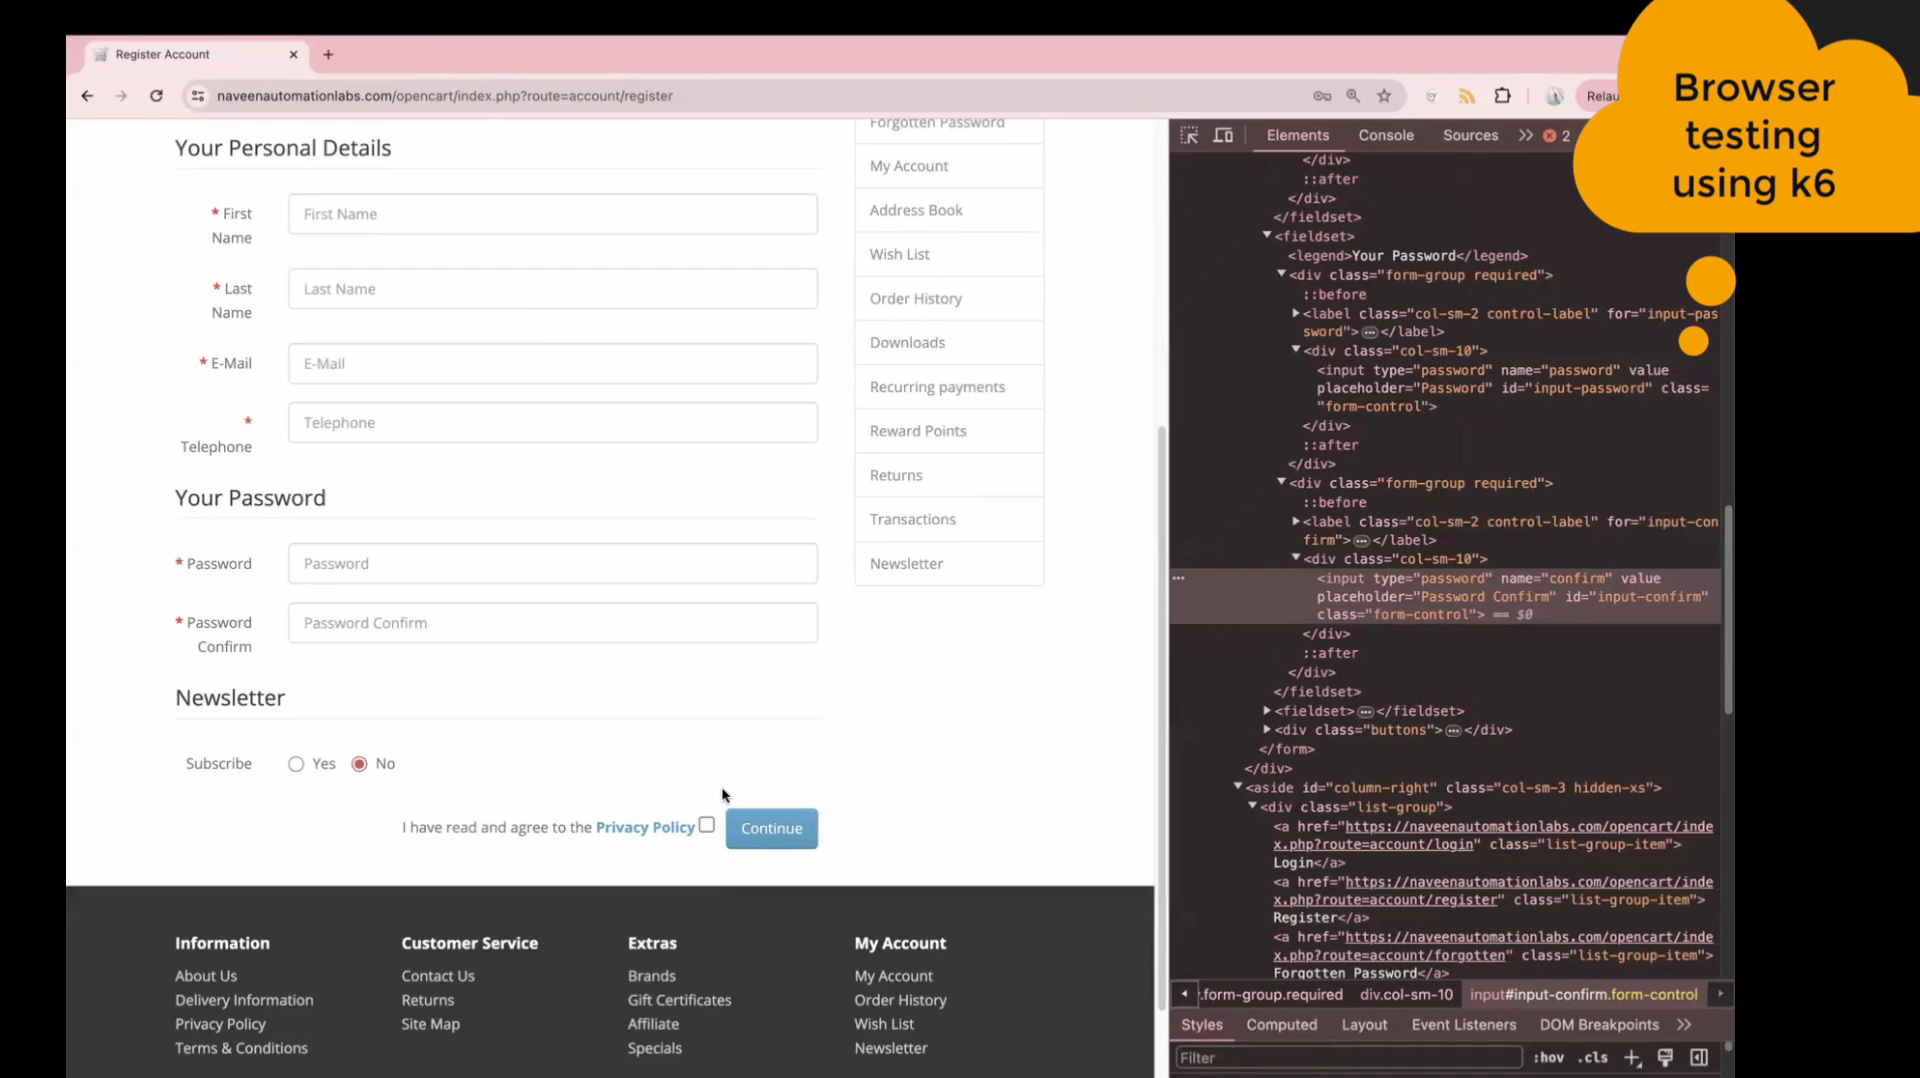 Register Account
naveenautomationlabs.com/opencart/index.php?route=account/register
Relau
Browser
testing
using k6
Your Personal Details
* First
Name
First Name
* Last
Name
Last Name
* E-Mail
E-Mail
*
Telephone
Telephone
Your Password
* Password
Password
* Password
Confirm
Password Confirm
Newsletter
Subscribe
Yes
No
I have read and agree to the Privacy Policy
Continue
Forgotten Password
My Account
Address Book
Wish List
Order History
Downloads
Recurring payments
Reward Points
Returns
Transactions
Newsletter
Information
About Us
Delivery Information
Privacy Policy
Terms & Conditions
Customer Service
Contact Us
Returns
Site Map
Extras
Brands
Gift Certificates
Affiliate
Specials
My Account
My Account
Order History
Wish List
Newsletter
Elements
Console
Sources
2
</div>
::after
</div>
</fieldset>
<fieldset>
<legend>Your Password</legend>
<div class="form-group required">
::before
<label class="col-sm-2 control-label" for="input-pas
sword">…</label>
<div class="col-sm-10">
<input type="password" name="password" value
placeholder="Password" id="input-password" class=
"form-control">
</div>
::after
</div>
<div class="form-group required">
::before
<label class="col-sm-2 control-label" for="input-con
firm">…</label>
<div class="col-sm-10">
<input type="password" name="confirm" value
placeholder="Password Confirm" id="input-confirm"
class="form-control"> == $0
</div>
::after
</div>
</fieldset>
<fieldset>…</fieldset>
<div class="buttons">…</div>
</form>
</div>
<aside id="column-right" class="col-sm-3 hidden-xs">
<div class="list-group">
<a href="https://naveenautomationlabs.com/opencart/inde
x.php?route=account/login" class="list-group-item">
Login</a>
<a href="https://naveenautomationlabs.com/opencart/inde
x.php?route=account/register" class="list-group-item">
Register</a>
<a href="https://naveenautomationlabs.com/opencart/inde
x.php?route=account/forgotten" class="list-group-item">
Forgotten Password</a>
.form-group.required
div.col-sm-10
input#input-confirm.form-control
Styles
Computed
Layout
Event Listeners
DOM Breakpoints
Filter
:hov
.cls